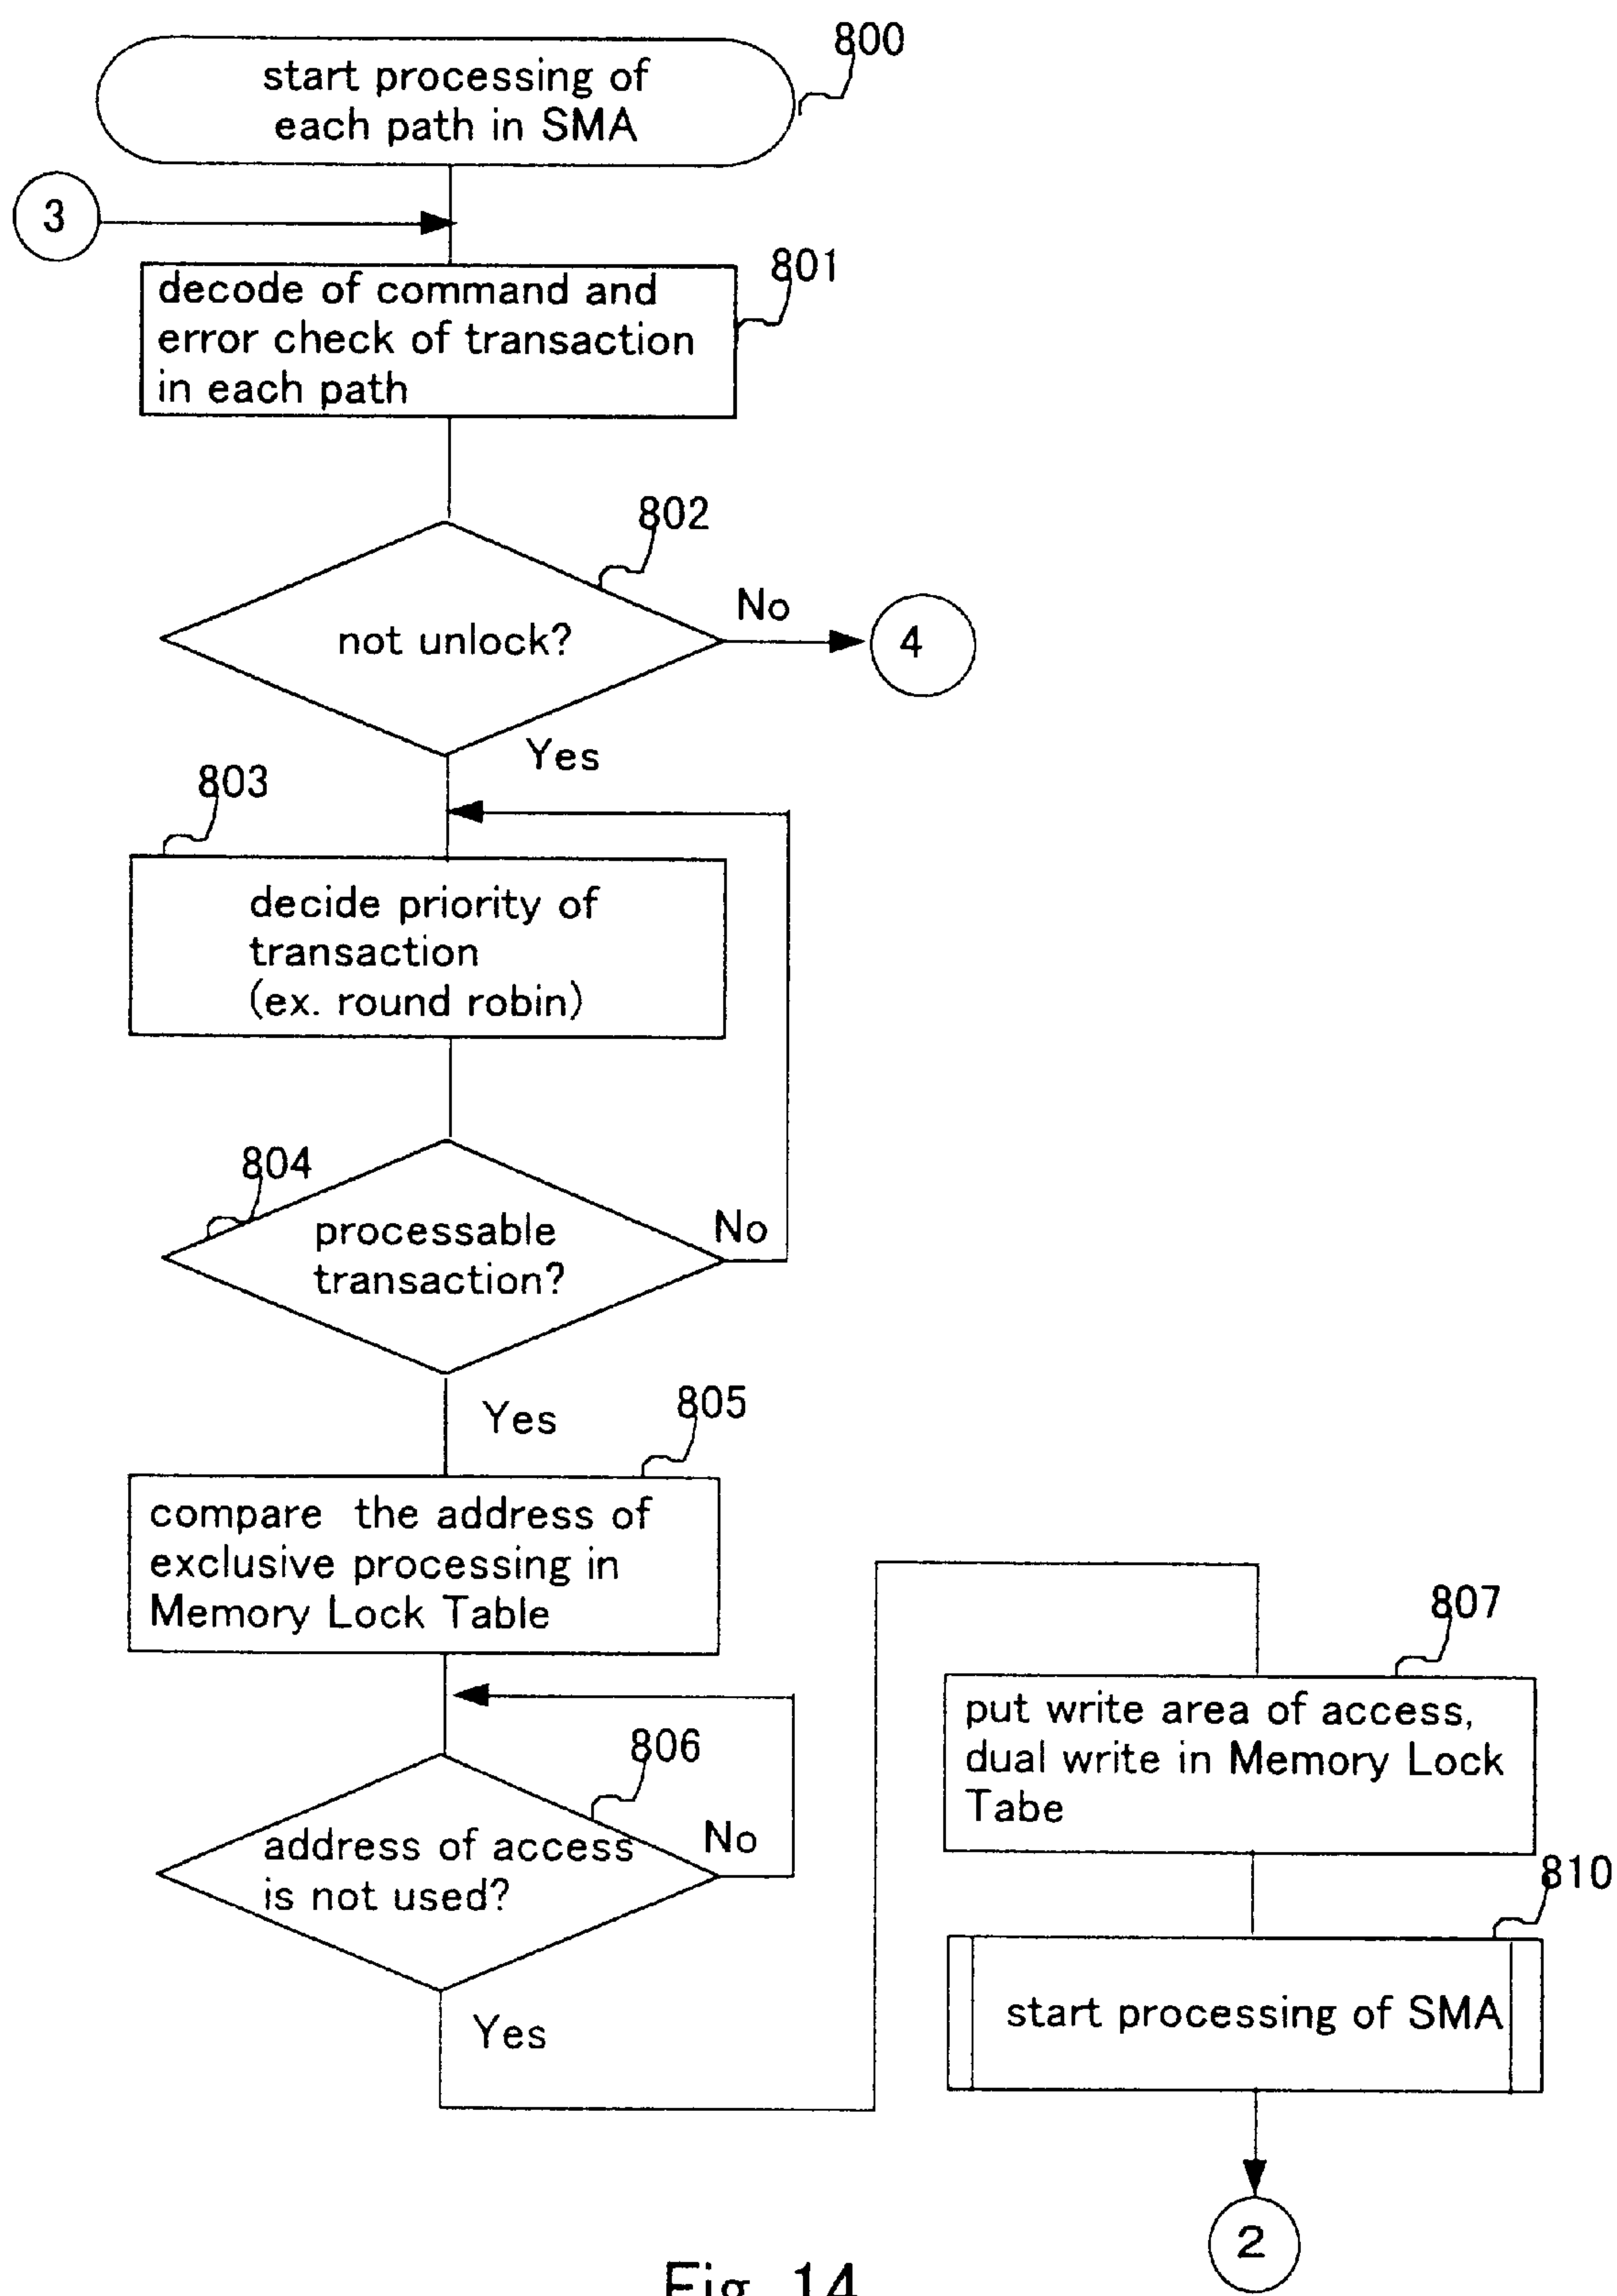 800
start processing of
each path in SMA
3
801
decode of command and
error check of transaction
in each path
802
not unlock?
No
4
Yes
803
decide priority of
transaction
(ex. round robin)
804
processable
transaction?
No
Yes
805
compare the address of
exclusive processing in
Memory Lock Table
806
address of access
is not used?
No
Yes
807
put write area of access,
dual write in Memory Lock
Tabe
810
start processing of SMA
2
Fig. 14